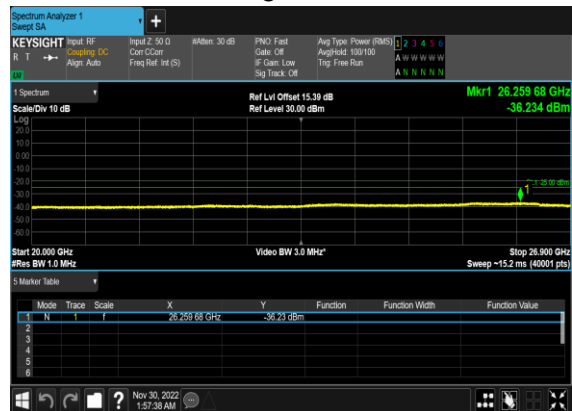 Spectrum Analyzer 1
Swept SA
+
KEYSIGHT Input: RF Input Z: 50 Ω #Atten: 30 dB PNO: Fast Avg Type: Power (RMS) 1 2 3 4 5 6
R T Coupling: DC Corr CCorr Gate: Off Avg|Hold: 100/100 A W W W W W
Align: Auto Freq Ref: Int (S) IF Gain: Low Trig: Free Run
Sig Track: Off A N N N N N
1 Spectrum Ref Lvl Offset 15.39 dB Mkr1 26.259 68 GHz
Scale/Div 10 dB Ref Level 30.00 dBm -36.234 dBm
Log
20.0
10.0
0.00
-10.0
-20.0
-30.0
-40.0
-50.0
-60.0
1
-25.00 dBm
Start 20.000 GHz Video BW 3.0 MHz* Stop 26.900 GHz
#Res BW 1.0 MHz Sweep ~15.2 ms (40001 pts)
5 Marker Table
Mode Trace Scale X Y Function Function Width Function Value
1 N 1 f 26.259 68 GHz -36.23 dBm
2
3
4
5
6
? Nov 30, 2022
1:57:38 AM